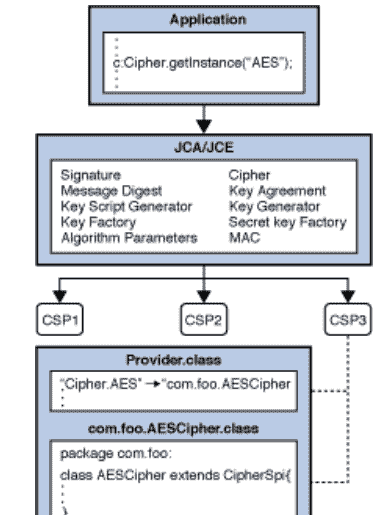 Application
c:Cipher.getInstance("AES");
JCA/JCE
Signature Cipher
Message Digest Key Agreement
Key Script Generator Key Generator
Key Factory Secret key Factory
Algorithm Parameters MAC
CSP1 CSP2 CSP3
Provider.class
"Cipher.AES" → "com.foo.AESCipher
com.foo.AESCipher.class
package com.foo:
class AESCipher extends CipherSpi{
}